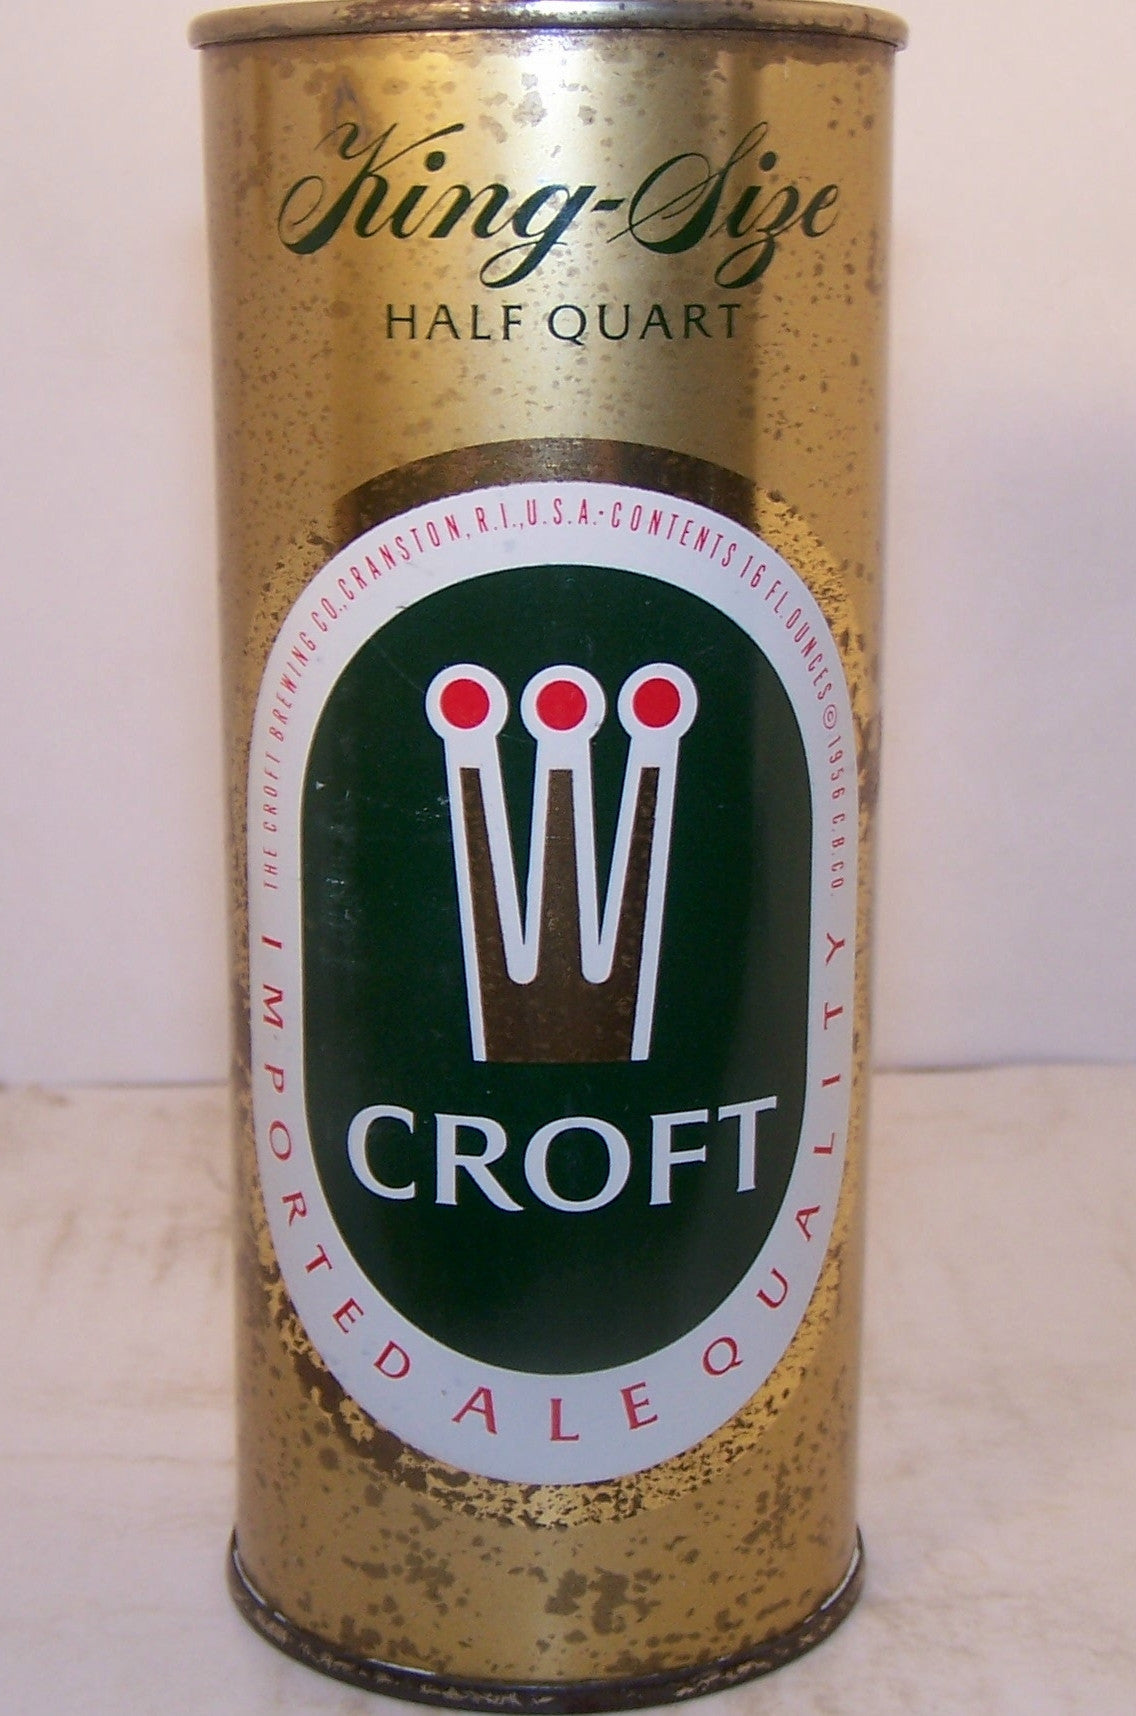 King-Size
HALF QUART
THE CROFT BREWING CO., CRANSTON, R.I., U.S.A.-CONTENTS 16 FL. OUNCES © 1956 C.B.CO.
CROFT
IMPORTED ALE QUALITY